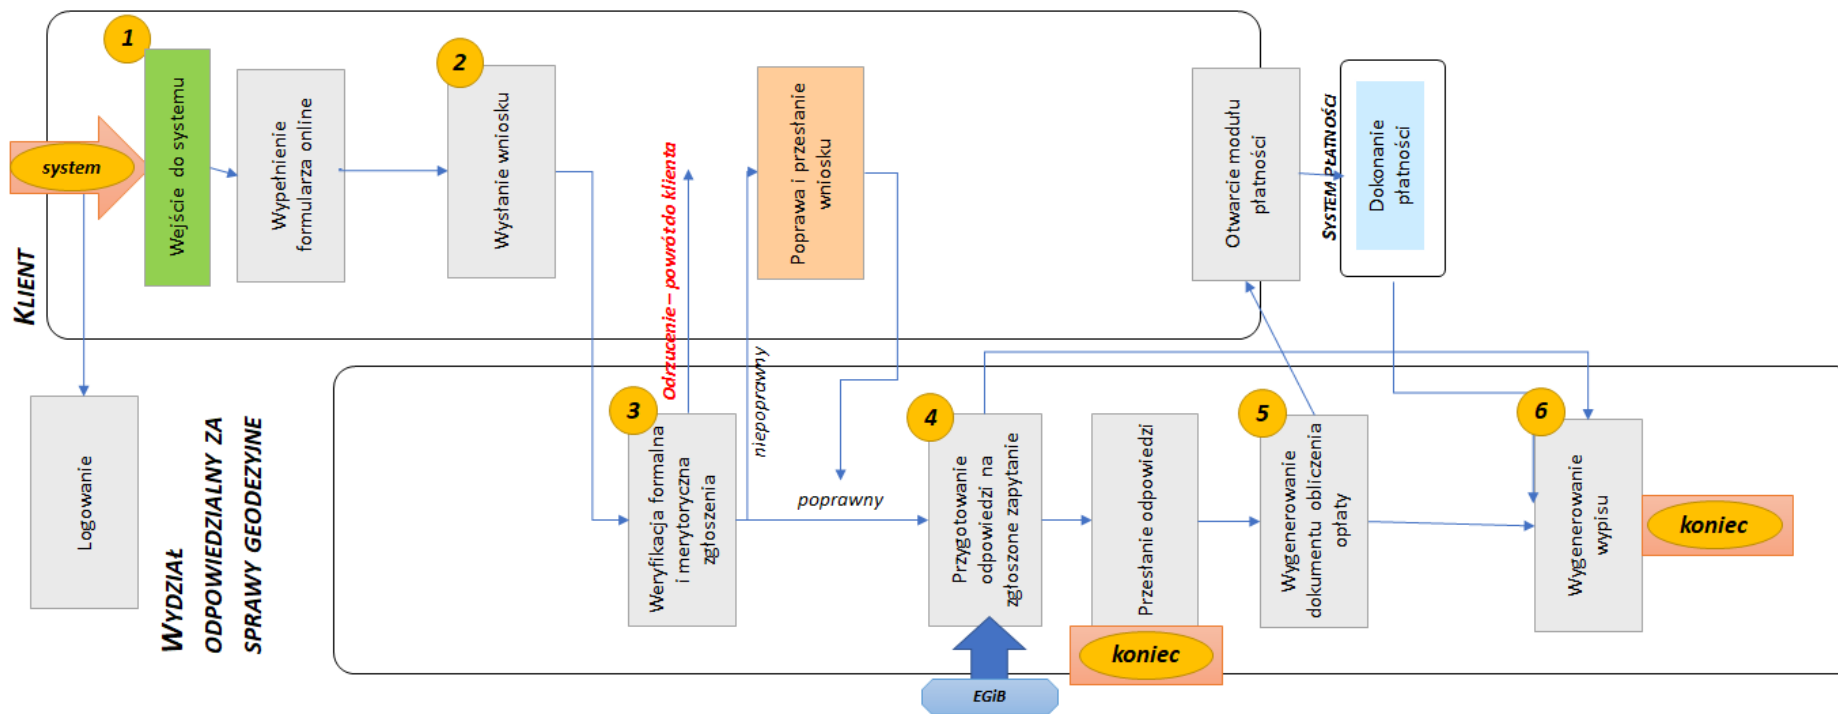 1
Wejście do systemu
system
Wypełnienie
formularza online
2
Wysłanie wniosku
Odrzucenie – powrót do klienta
Poprawa i przesłanie
wniosku
Otwarcie modułu
płatności
SYSTEM PŁATNOŚCI
Dokonanie
płatności
KLIENT
niepoprawny
poprawny
Logowanie
WYDZIAŁ
ODPOWIEDZIALNY ZA
SPRAWY GEODEZYJNE
3
Weryfikacja formalna
i merytoryczna
zgłoszenia
4
Przygotowanie
odpowiedzi na
zgłoszone zapytanie
EGiB
Przesłanie odpowiedzi
koniec
5
Wygenerowanie
dokumentu obliczenia
opłaty
6
Wygenerowanie
wypisu
koniec